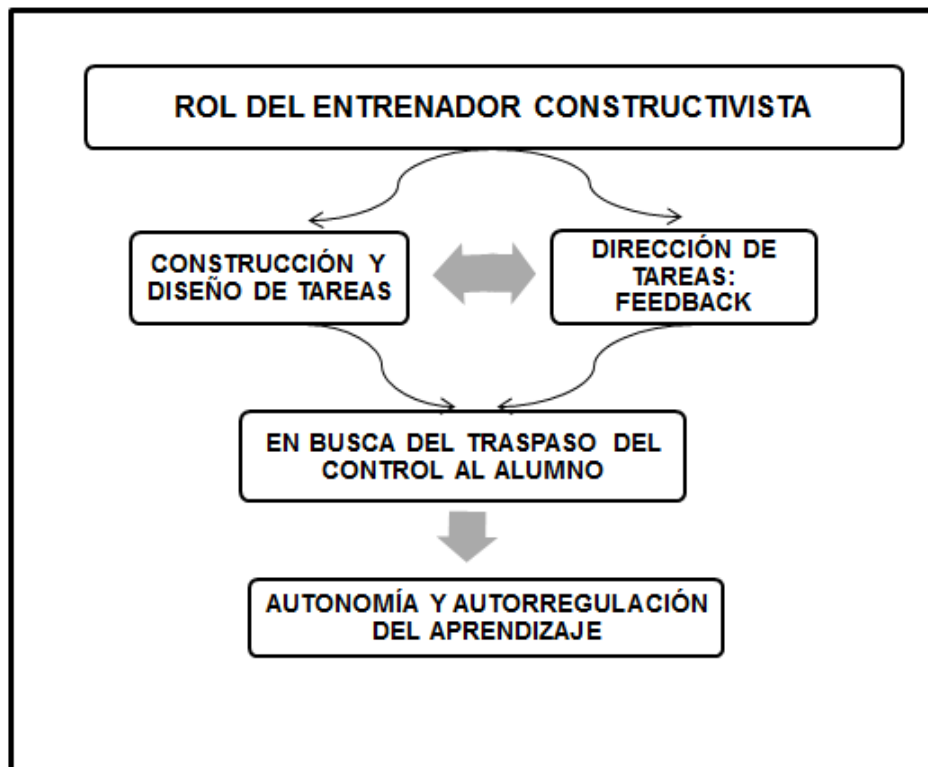 ROL DEL ENTRENADOR CONSTRUCTIVISTA
CONSTRUCCIÓN Y
DISEÑO DE TAREAS
DIRECCIÓN DE
TAREAS:
FEEDBACK
EN BUSCA DEL TRASPASO DEL
CONTROL AL ALUMNO
AUTONOMÍA Y AUTORREGULACIÓN
DEL APRENDIZAJE